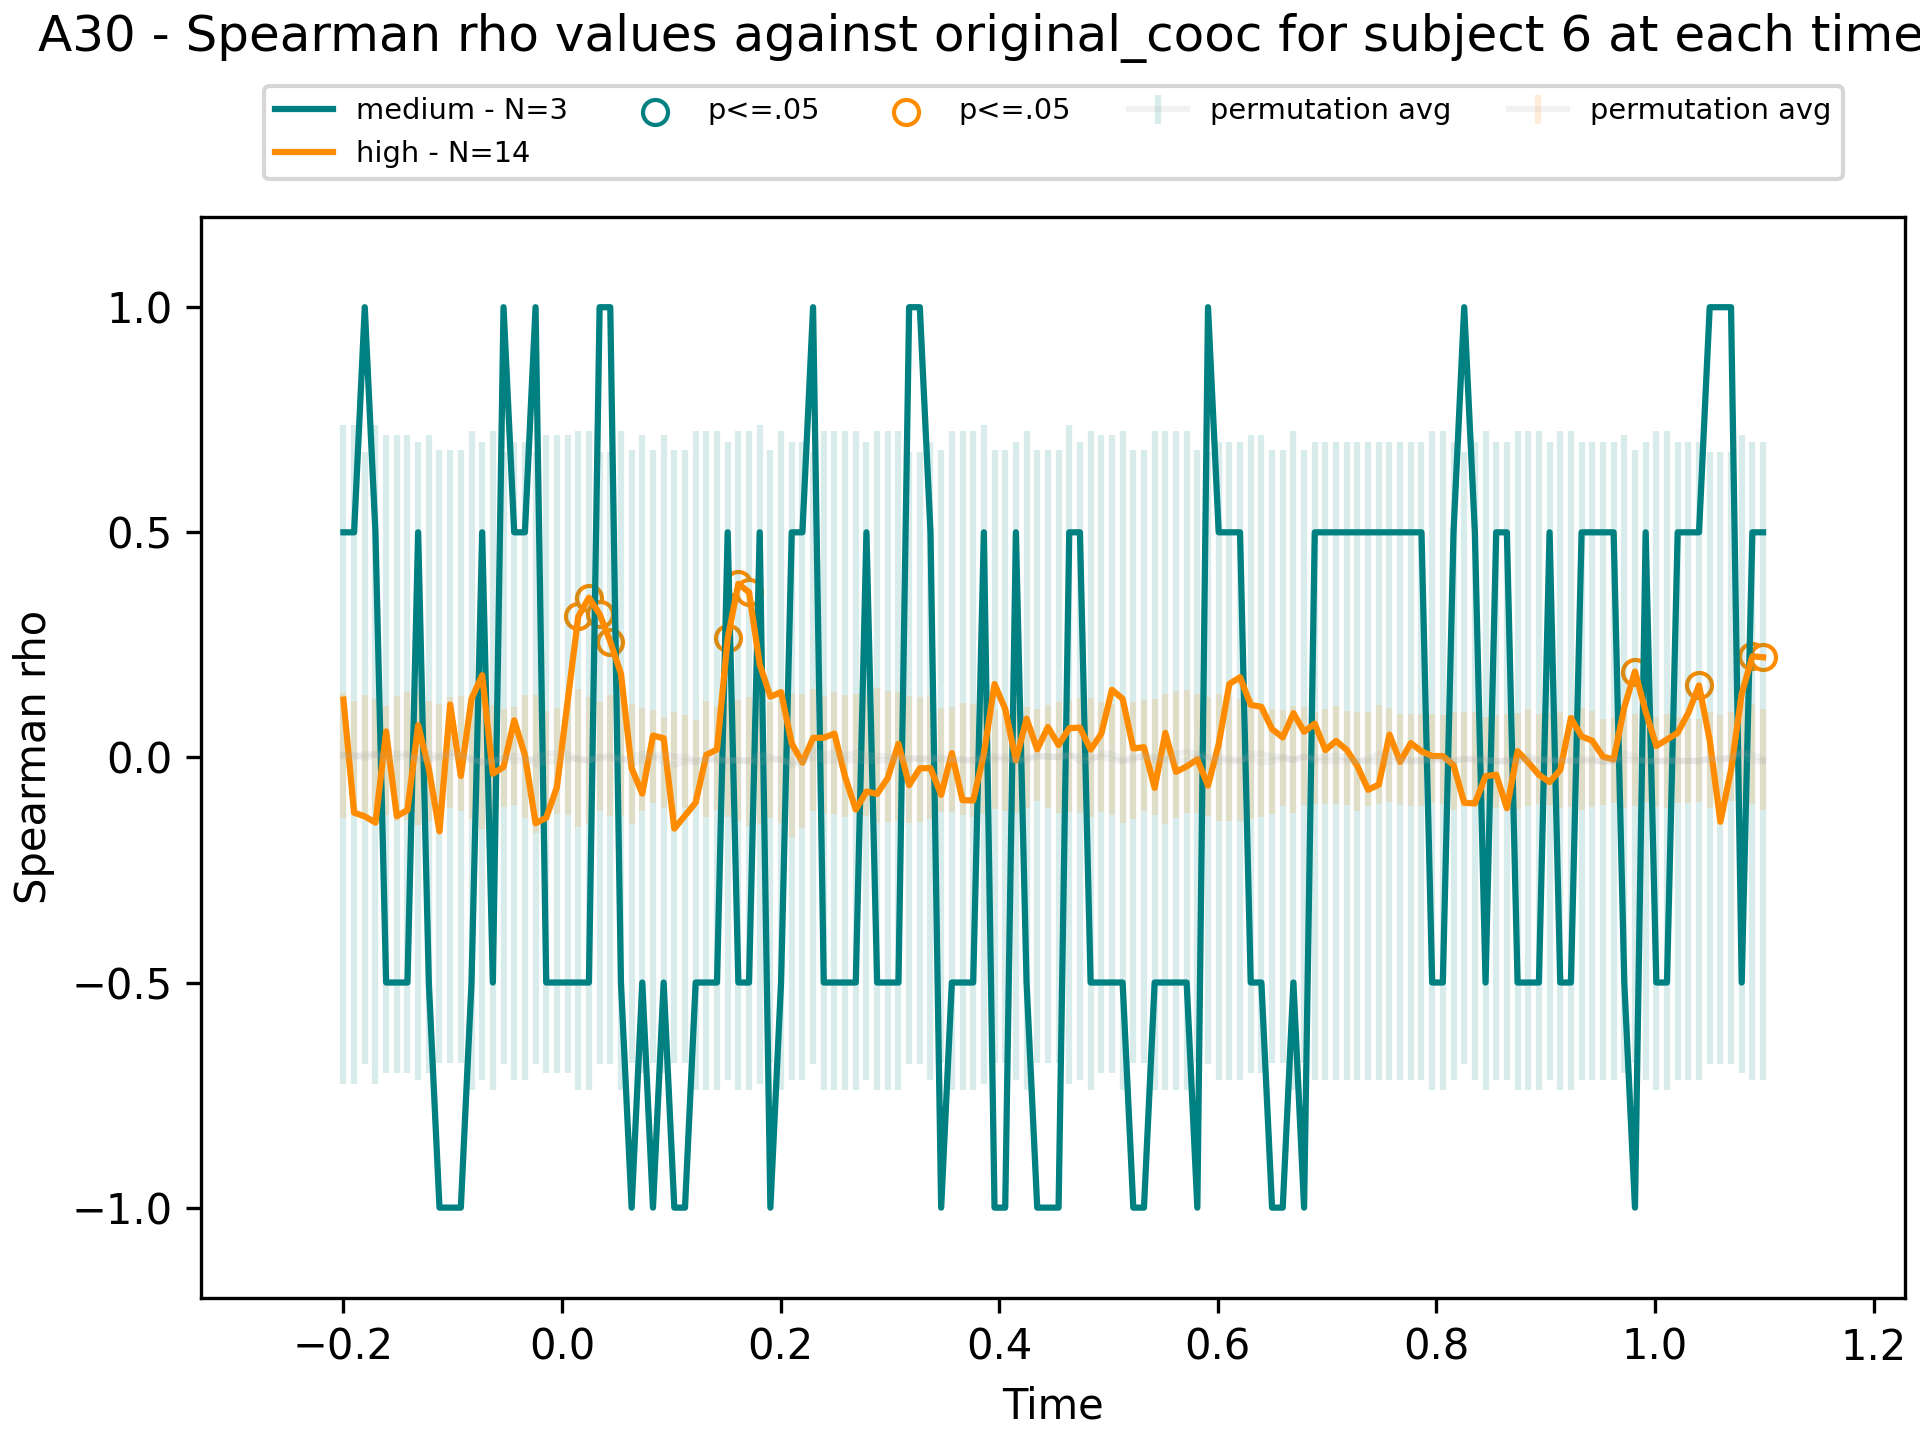 A30 - Spearman rho values against original_cooc for subject 6 at each time
medium - N=3
high - N=14
p<=.05
p<=.05
permutation avg
permutation avg
Spearman rho
1.0
0.5
0.0
−0.5
−1.0
−0.2
0.0
0.2
0.4
0.6
0.8
1.0
1.2
Time